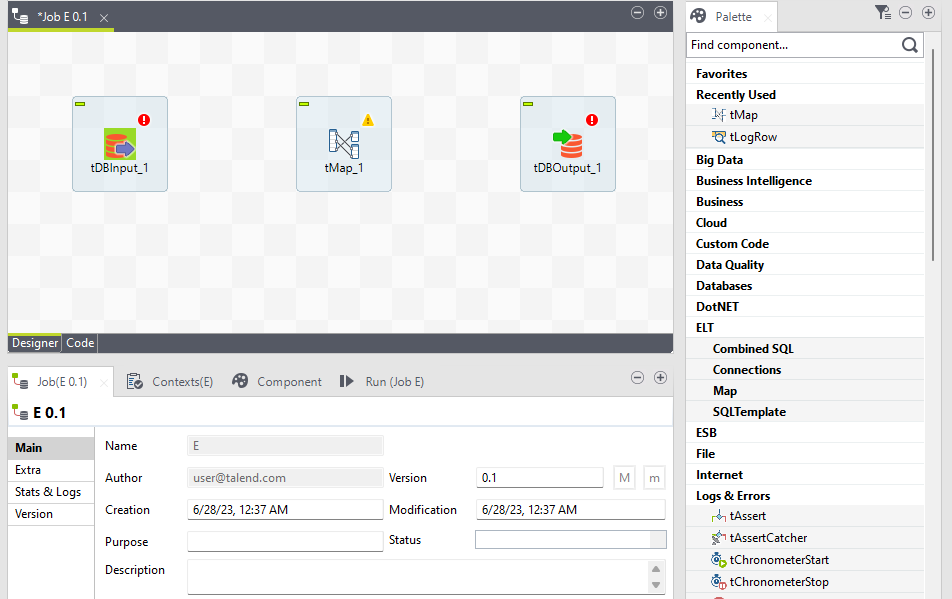 *Job E 0.1
tDBInput_1
tMap_1
tDBOutput_1
Designer
Code
Job(E 0.1)
Contexts(E)
Component
Run (Job E)
E 0.1
Main
Extra
Stats & Logs
Version
Name
E
Author
user@talend.com
Version
0.1
M
m
Creation
6/28/23, 12:37 AM
Modification
6/28/23, 12:37 AM
Purpose
Status
Description
Palette
Find component...
Favorites
Recently Used
tMap
tLogRow
Big Data
Business Intelligence
Business
Cloud
Custom Code
Data Quality
Databases
DotNET
ELT
Combined SQL
Connections
Map
SQLTemplate
ESB
File
Internet
Logs & Errors
tAssert
tAssertCatcher
tChronometerStart
tChronometerStop